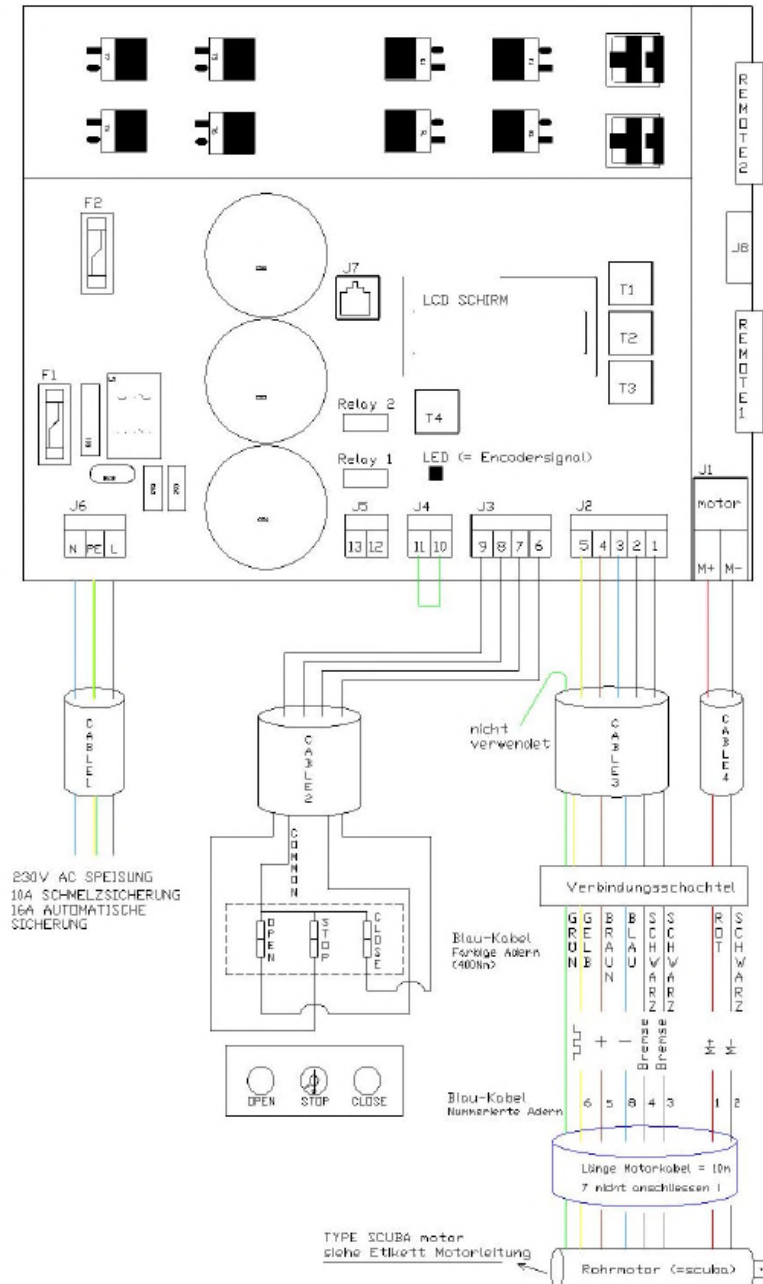 REMOTE2
F2
J8
J7
LCD SCHIRM
T1
T2
T3
REMOTE1
F1
Relay 2
T4
Relay 1
LED (= Encodersignal)
J1
motor
J6
J5
J4
J3
J2
N PE L
13 12
11 10
9 8 7 6
5 4 3 2 1
M+ M-
CABLE1
CABLE2
nicht
verwendet
CABLE3
CABLE4
COMMON
230V AC SPEISUNG
10A SCHMELZSICHERUNG
16A AUTOMATISCHE
SICHERUNG
OPEN
STOP
CLOSE
Verbindungsschachtel
Blau-Kabel
Farbige Adern
(400Nm)
GRUN
GELB
BRAUN
BLAU
SCHWARZ
SCHWARZ
ROT
SCHWARZ
+ - Bremse Bremse M+ M-
OPEN STOP CLOSE
Blau-Kabel
Nummerierte Adern
6 5 8 4 3 1 2
Länge Motorkabel = 10m
7 nicht anschliessen !
TYPE SCUBA motor
siehe Etikett Motorleitung
Rohrmotor (=scuba)